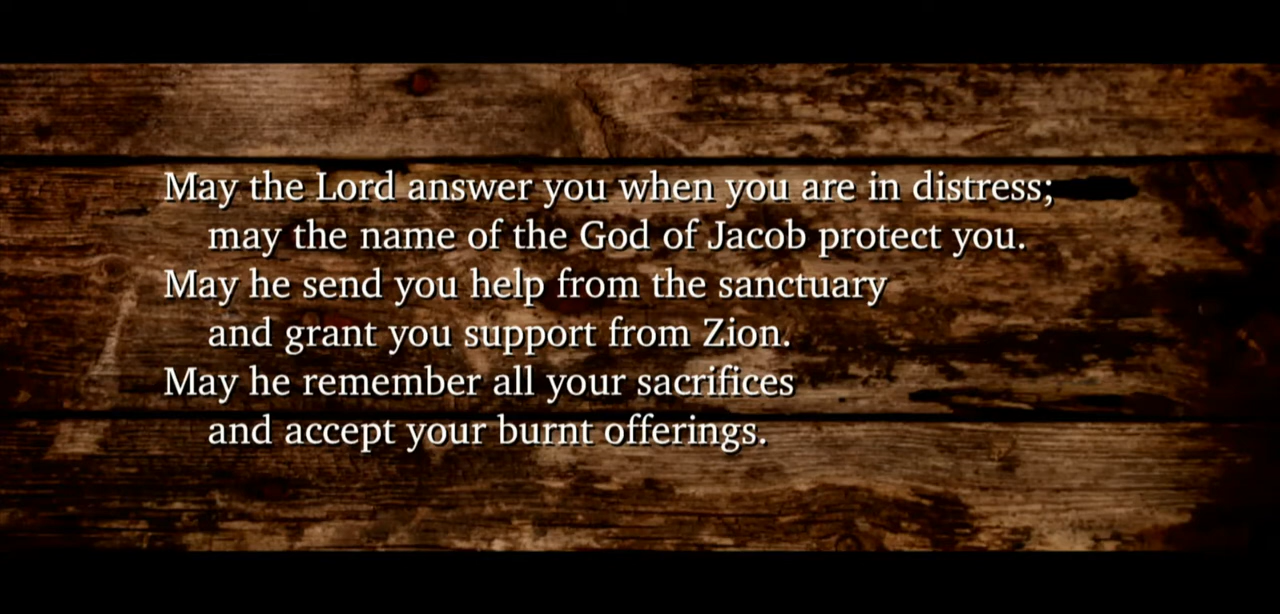 May the Lord answer you when you are in distress;
may the name of the God of Jacob protect you.
May he send you help from the sanctuary
and grant you support from Zion.
May he remember all your sacrifices
and accept your burnt offerings.